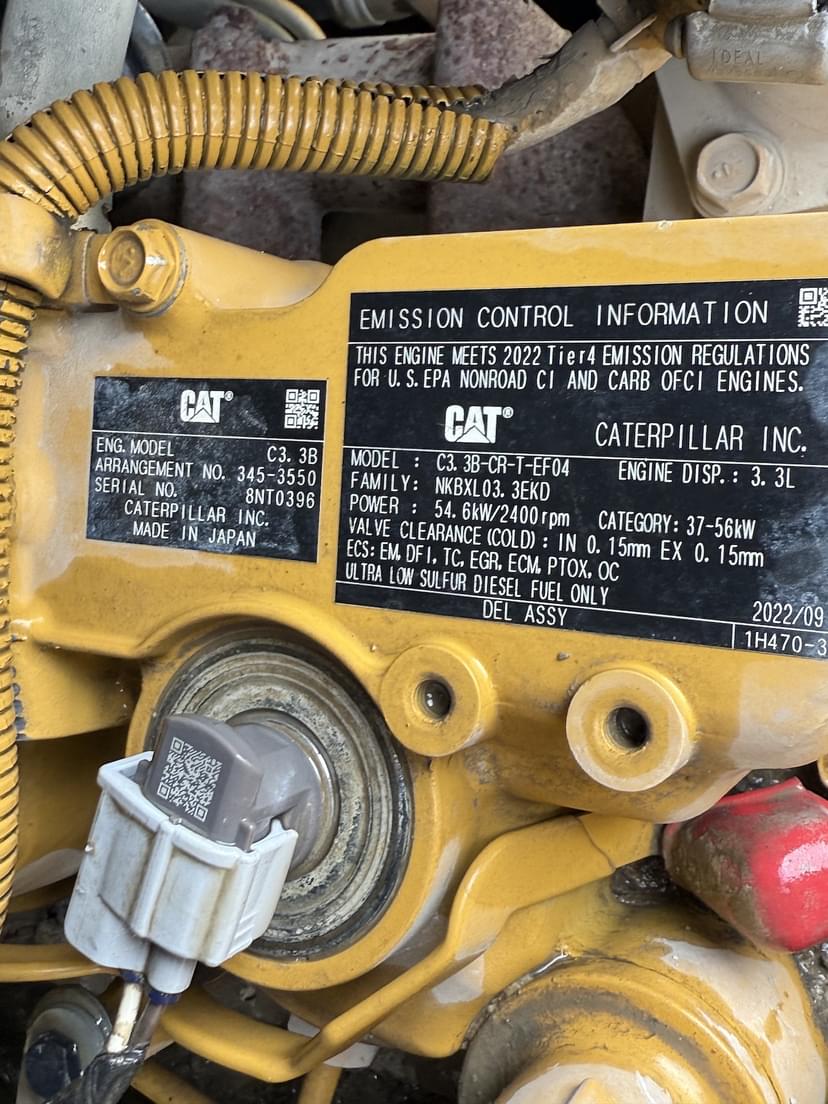 IDEAL
CAT®
ENG. MODEL C3.3B
ARRANGEMENT NO. 345-3550
SERIAL NO. 8NT0396
CATERPILLAR INC.
MADE IN JAPAN
EMISSION CONTROL INFORMATION
THIS ENGINE MEETS 2022 Tier4 EMISSION REGULATIONS
FOR U.S.EPA NONROAD CI AND CARB OFCI ENGINES.
CAT®
CATERPILLAR INC.
MODEL : C3.3B-CR-T-EF04 ENGINE DISP.: 3.3L
FAMILY: NKBXL03.3EKD
POWER : 54.6kW/2400rpm CATEGORY: 37-56kW
VALVE CLEARANCE(COLD): IN 0.15mm EX 0.15mm
ECS: EM, DFI, TC, EGR, ECM, PTOX, OC
ULTRA LOW SULFUR DIESEL FUEL ONLY
DEL ASSY 2022/09
1H470-3